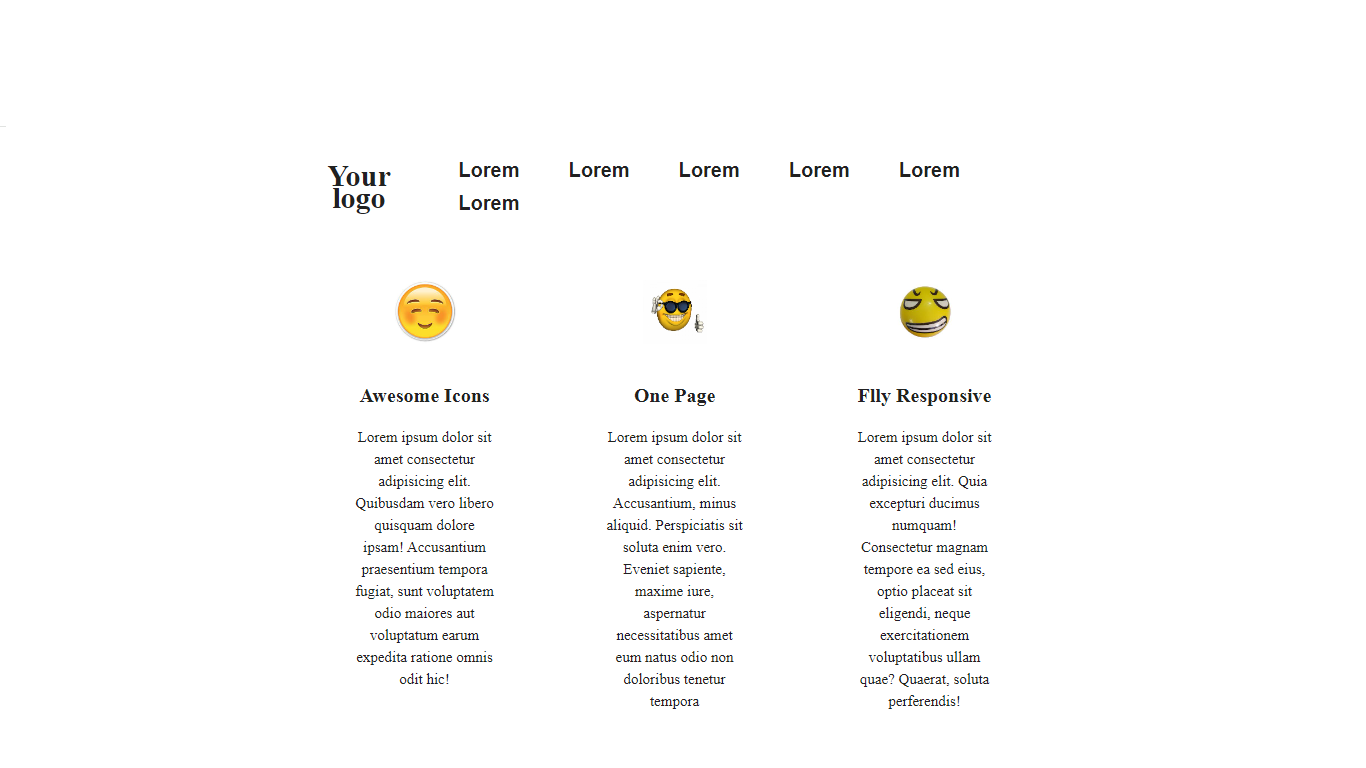 Your
logo
Lorem Lorem Lorem Lorem Lorem
Lorem
Awesome Icons
Lorem ipsum dolor sit
amet consectetur
adipisicing elit.
Quibusdam vero libero
quisquam dolore
ipsam! Accusantium
praesentium tempora
fugiat, sunt voluptatem
odio maiores aut
voluptatum earum
expedita ratione omnis
odit hic!
One Page
Lorem ipsum dolor sit
amet consectetur
adipisicing elit.
Accusantium, minus
aliquid. Perspiciatis sit
soluta enim vero.
Eveniet sapiente,
maxime iure,
aspernatur
necessitatibus amet
eum natus odio non
doloribus tenetur
tempora
Flly Responsive
Lorem ipsum dolor sit
amet consectetur
adipisicing elit. Quia
excepturi ducimus
numquam!
Consectetur magnam
tempore ea sed eius,
optio placeat sit
eligendi, neque
exercitationem
voluptatibus ullam
quae? Quaerat, soluta
perferendis!